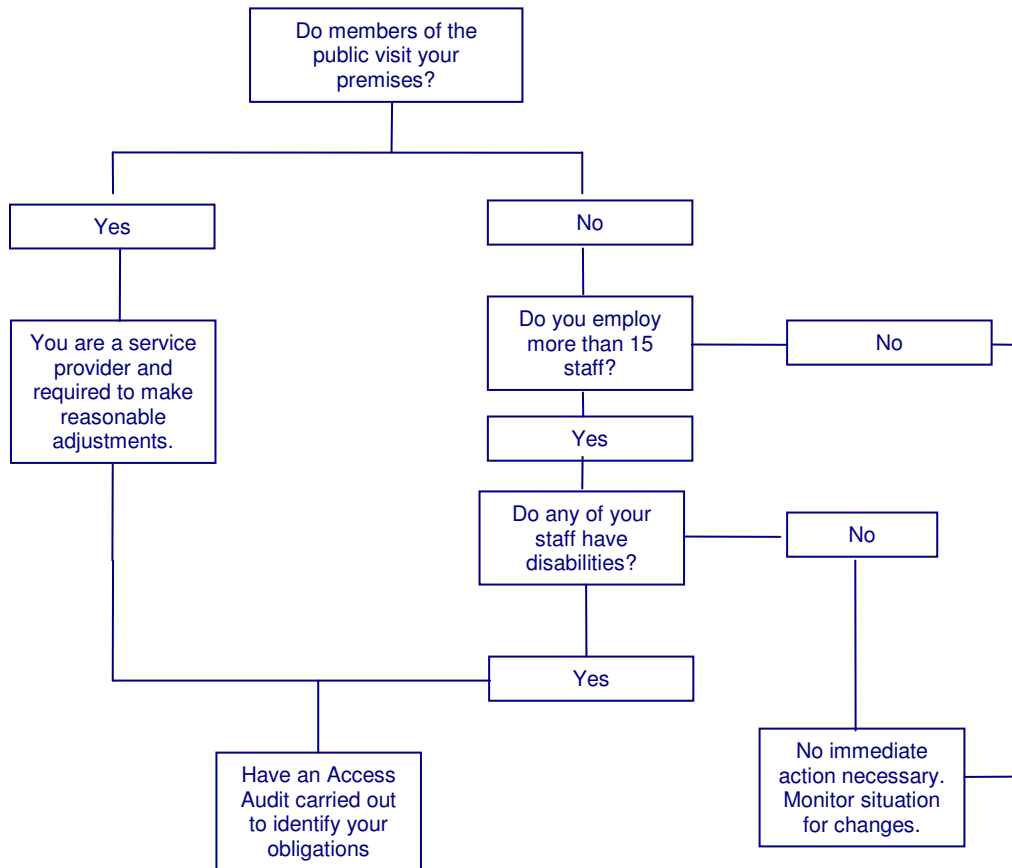 Do members of the
public visit your
premises?
Yes
No
You are a service
provider and
required to make
reasonable
adjustments.
Do you employ
more than 15
staff?
No
Yes
Do any of your
staff have
disabilities?
No
Yes
Have an Access
Audit carried out
to identify your
obligations
No immediate
action necessary.
Monitor situation
for changes.